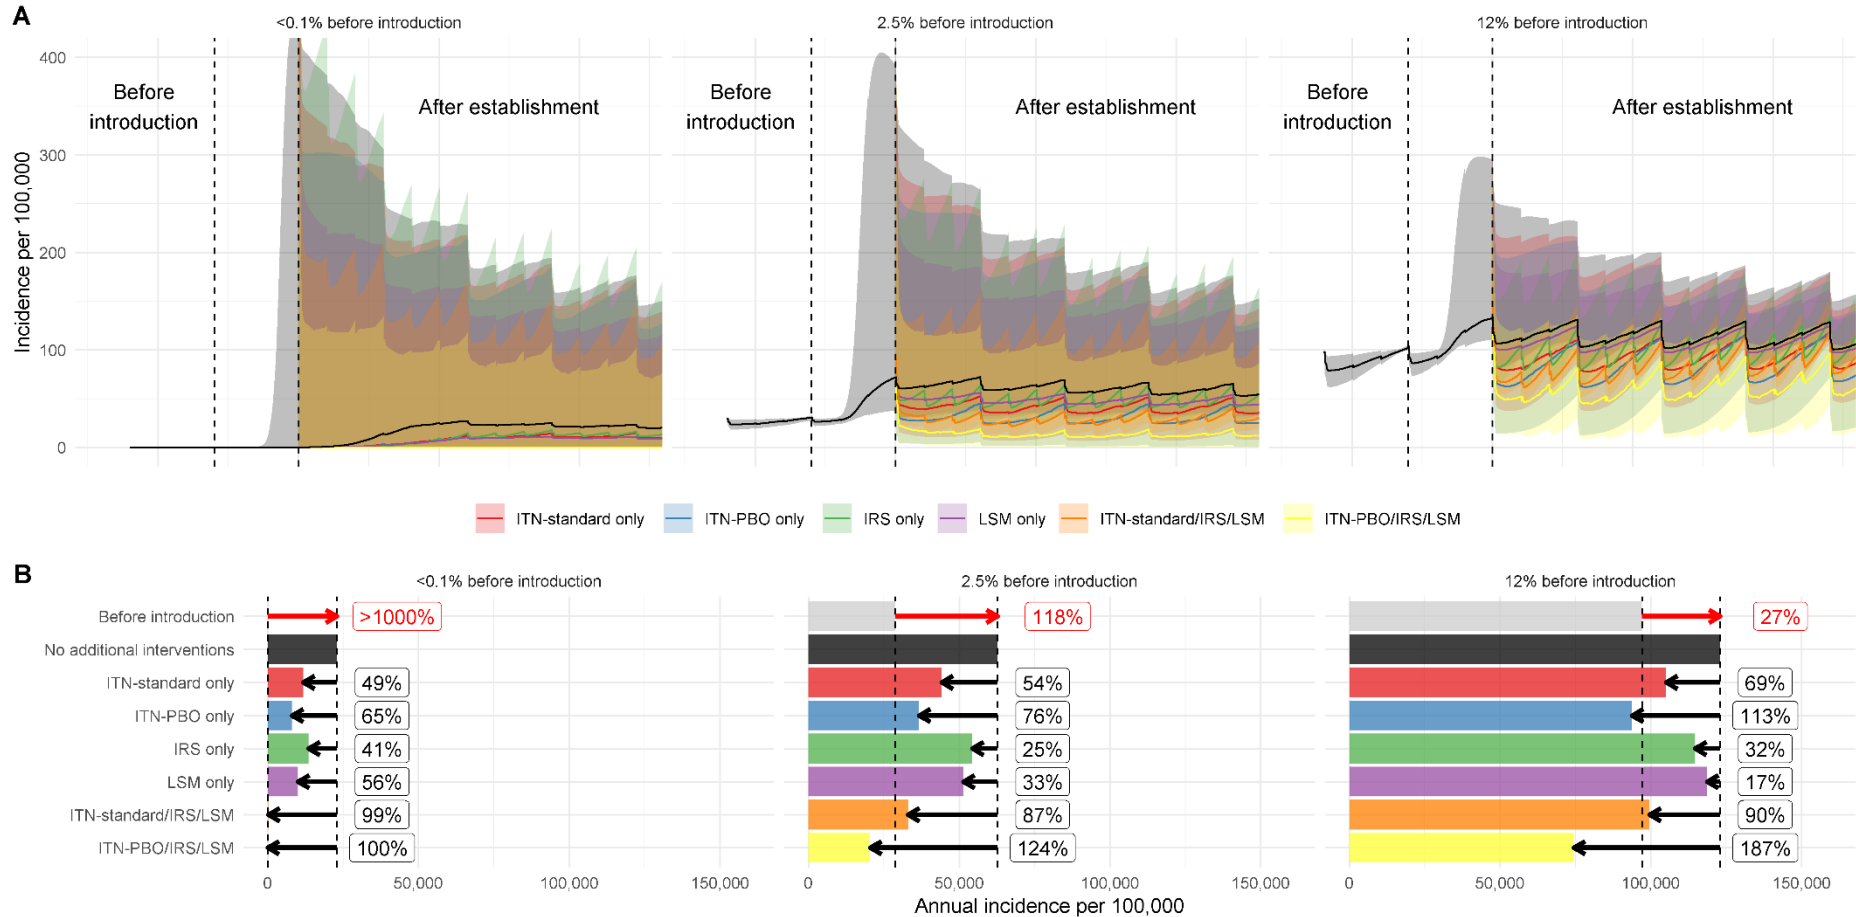 A
<0.1% before introduction
2.5% before introduction
12% before introduction
Incidence per 100,000
400
300
200
100
0
Before
introduction
After establishment
Before
introduction
After establishment
Before
introduction
After establishment
ITN-standard only
ITN-PBO only
IRS only
LSM only
ITN-standard/IRS/LSM
ITN-PBO/IRS/LSM
B
<0.1% before introduction
2.5% before introduction
12% before introduction
Before introduction
>1000%
118%
27%
No additional interventions
ITN-standard only
49%
54%
69%
ITN-PBO only
65%
76%
113%
IRS only
41%
25%
32%
LSM only
56%
33%
17%
ITN-standard/IRS/LSM
99%
87%
90%
ITN-PBO/IRS/LSM
100%
124%
187%
0
50,000
100,000
150,000
0
50,000
100,000
150,000
0
50,000
100,000
150,000
Annual incidence per 100,000